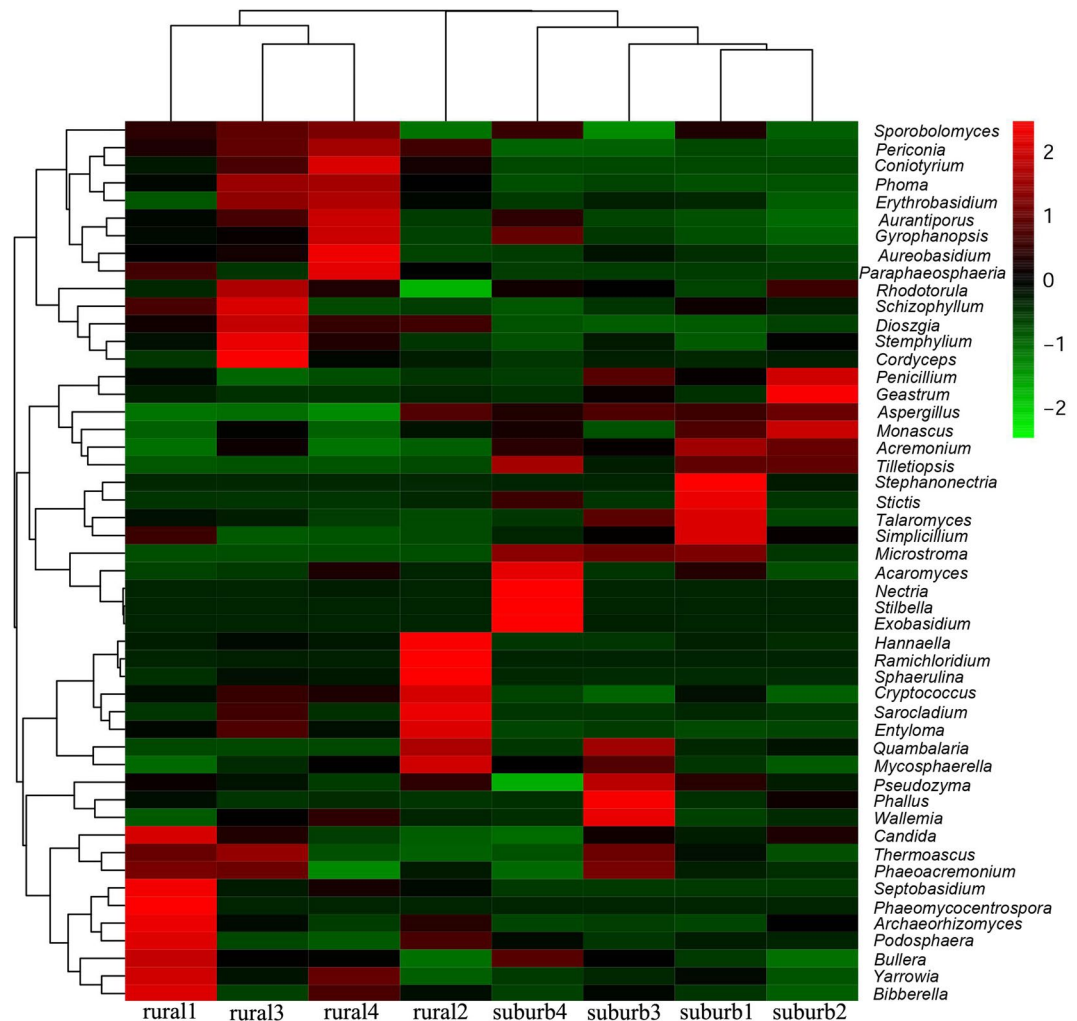 Sporobolomyces
Periconia
Coniotyrium
Phoma
Erythrobasidium
Aurantiporus
Gyrophanopsis
Aureobasidium
Paraphaeosphaeria
Rhodotorula
Schizophyllum
Dioszgia
Stemphylium
Cordyceps
Penicillium
Geastrum
Aspergillus
Monascus
Acremonium
Tilletiopsis
Stephanonectria
Stictis
Talaromyces
Simplicillium
Microstroma
Acaromyces
Nectria
Stilbella
Exobasidium
Hannaella
Ramichloridium
Sphaerulina
Cryptococcus
Sarocladium
Entyloma
Quambalaria
Mycosphaerella
Pseudozyma
Phallus
Wallemia
Candida
Thermoascus
Phaeoacremonium
Septobasidium
Phaeomycocentrospora
Archaeorhizomyces
Podosphaera
Bullera
Yarrowia
Bibberella
2
1
0
−1
−2
rural1 rural3 rural4 rural2 suburb4 suburb3 suburb1 suburb2